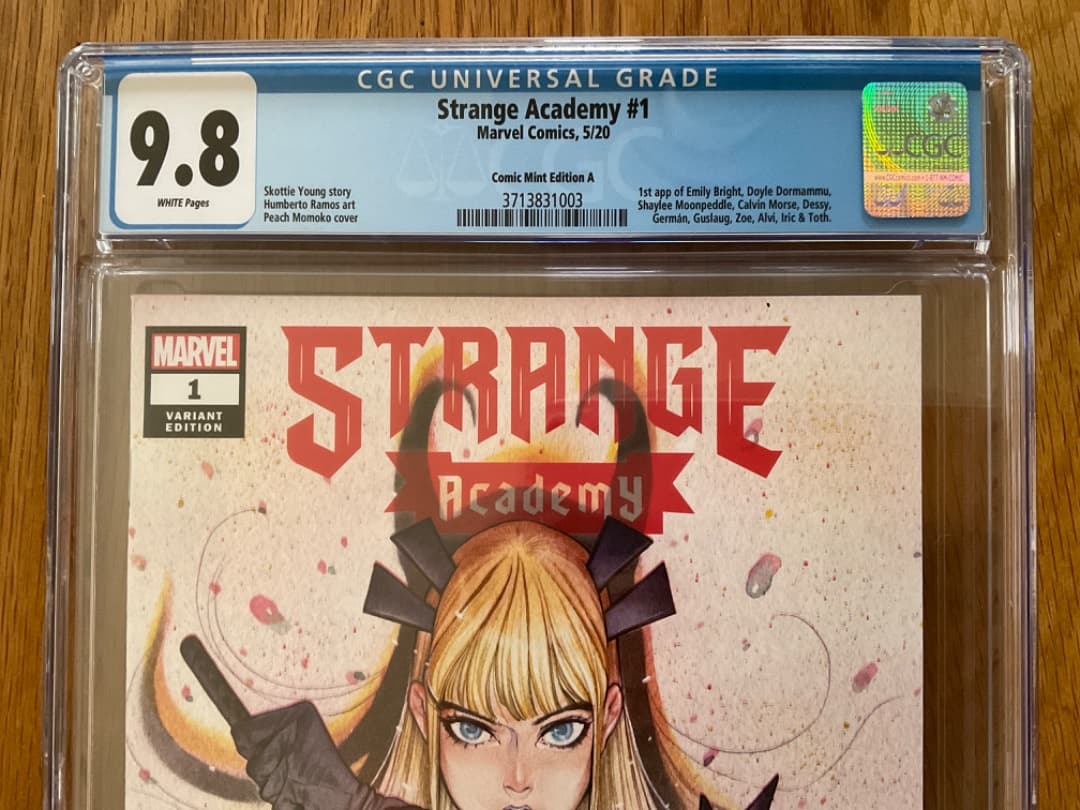 CGC UNIVERSAL GRADE
9.8
WHITE Pages
Strange Academy #1
Marvel Comics, 5/20
Comic Mint Edition A
3713831003
Skottie Young story
Humberto Ramos art
Peach Momoko cover
1st app of Emily Bright, Doyle Dormammu,
Shaylee Moonpeddle, Calvin Morse, Dessy,
Germán, Guslaug, Zoe, Alvi, Iric & Toth.
CGC
CGC
MARVEL
1
VARIANT
EDITION
STRANGE
Academy